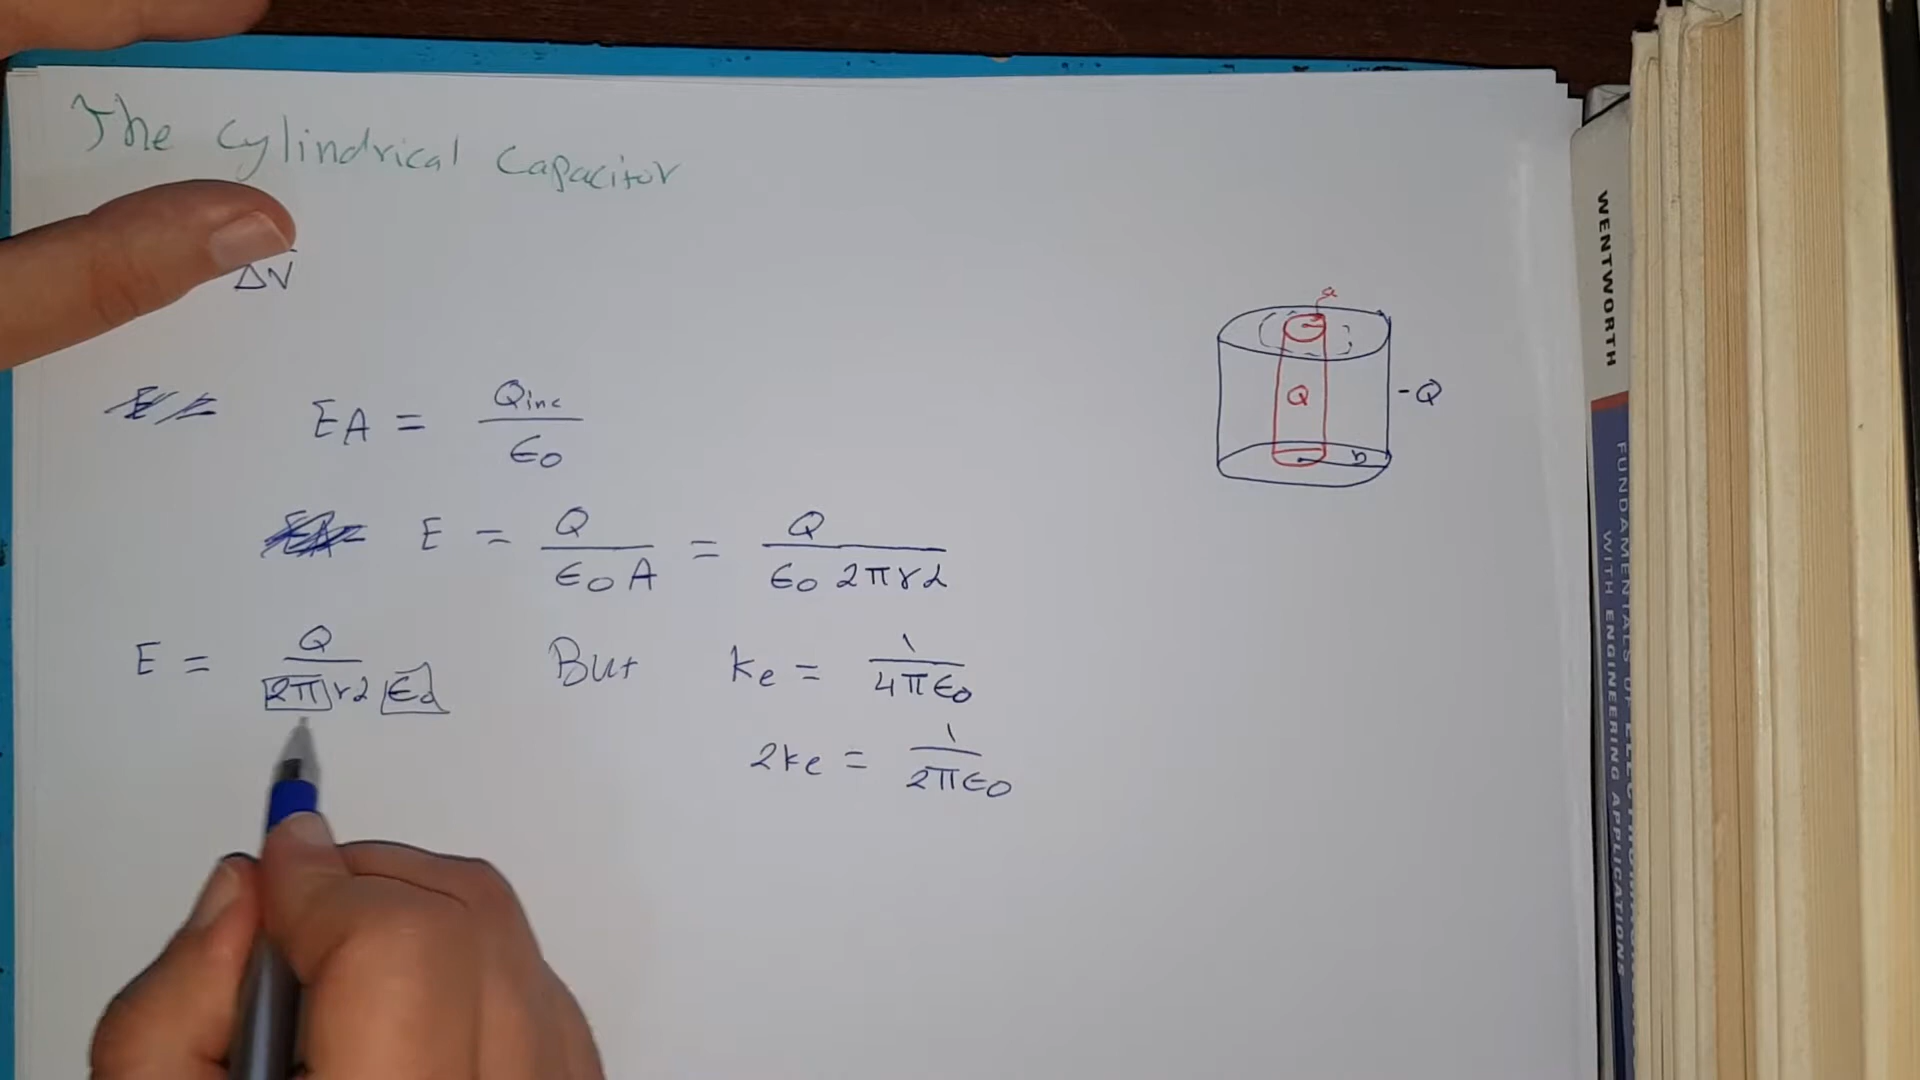 The Cylindrical Capacitor
ΔV
EA = Qinc / ϵ0
E = Q / ϵ0 A = Q / ϵ0 2πrL
E = Q / 2πrL ϵ0 But ke = 1 / 4πϵ0
2ke = 1 / 2πϵ0
a
Q
-Q
b
WENTWORTH
FUNDAMENTALS OF
WITH ENGINEERING APPLICATIONS